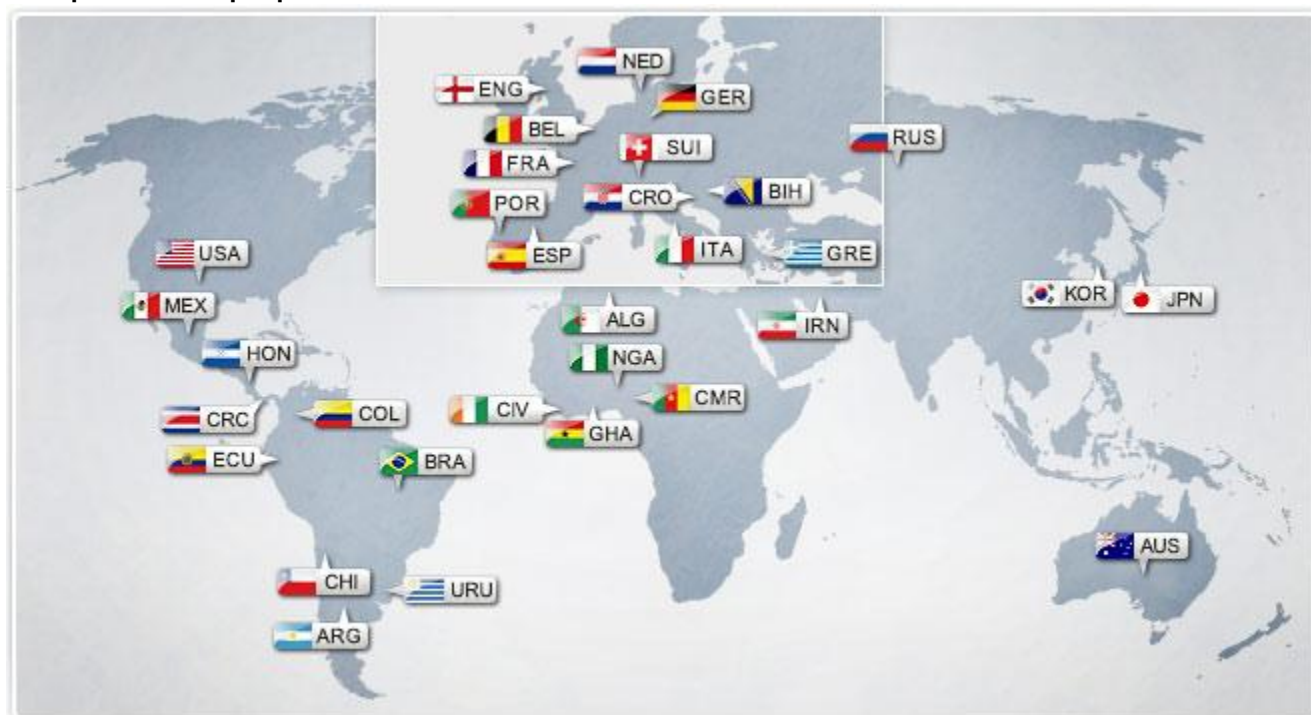 NED
ENG
GER
BEL
RUS
FRA
SUI
POR
CRO
BIH
USA
ESP
ITA
GRE
MEX
KOR
JPN
ALG
IRN
HON
NGA
CRC
COL
CIV
CMR
GHA
ECU
BRA
AUS
CHI
URU
ARG